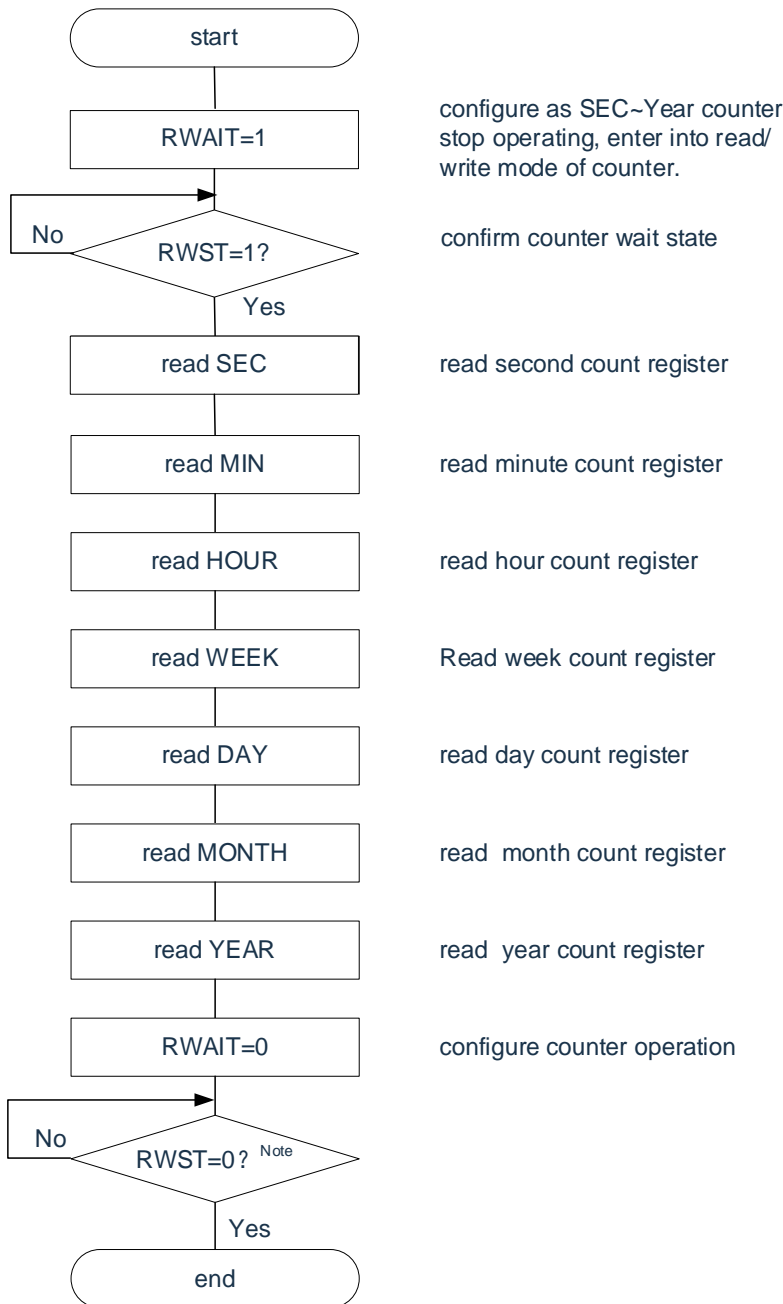 start
RWAIT=1
configure as SEC~Year counter
stop operating, enter into read/
write mode of counter.
No
RWST=1?
confirm counter wait state
Yes
read SEC
read second count register
read MIN
read minute count register
read HOUR
read hour count register
read WEEK
Read week count register
read DAY
read day count register
read MONTH
read  month count register
read YEAR
read  year count register
RWAIT=0
configure counter operation
No
RWST=0? Note
Yes
end